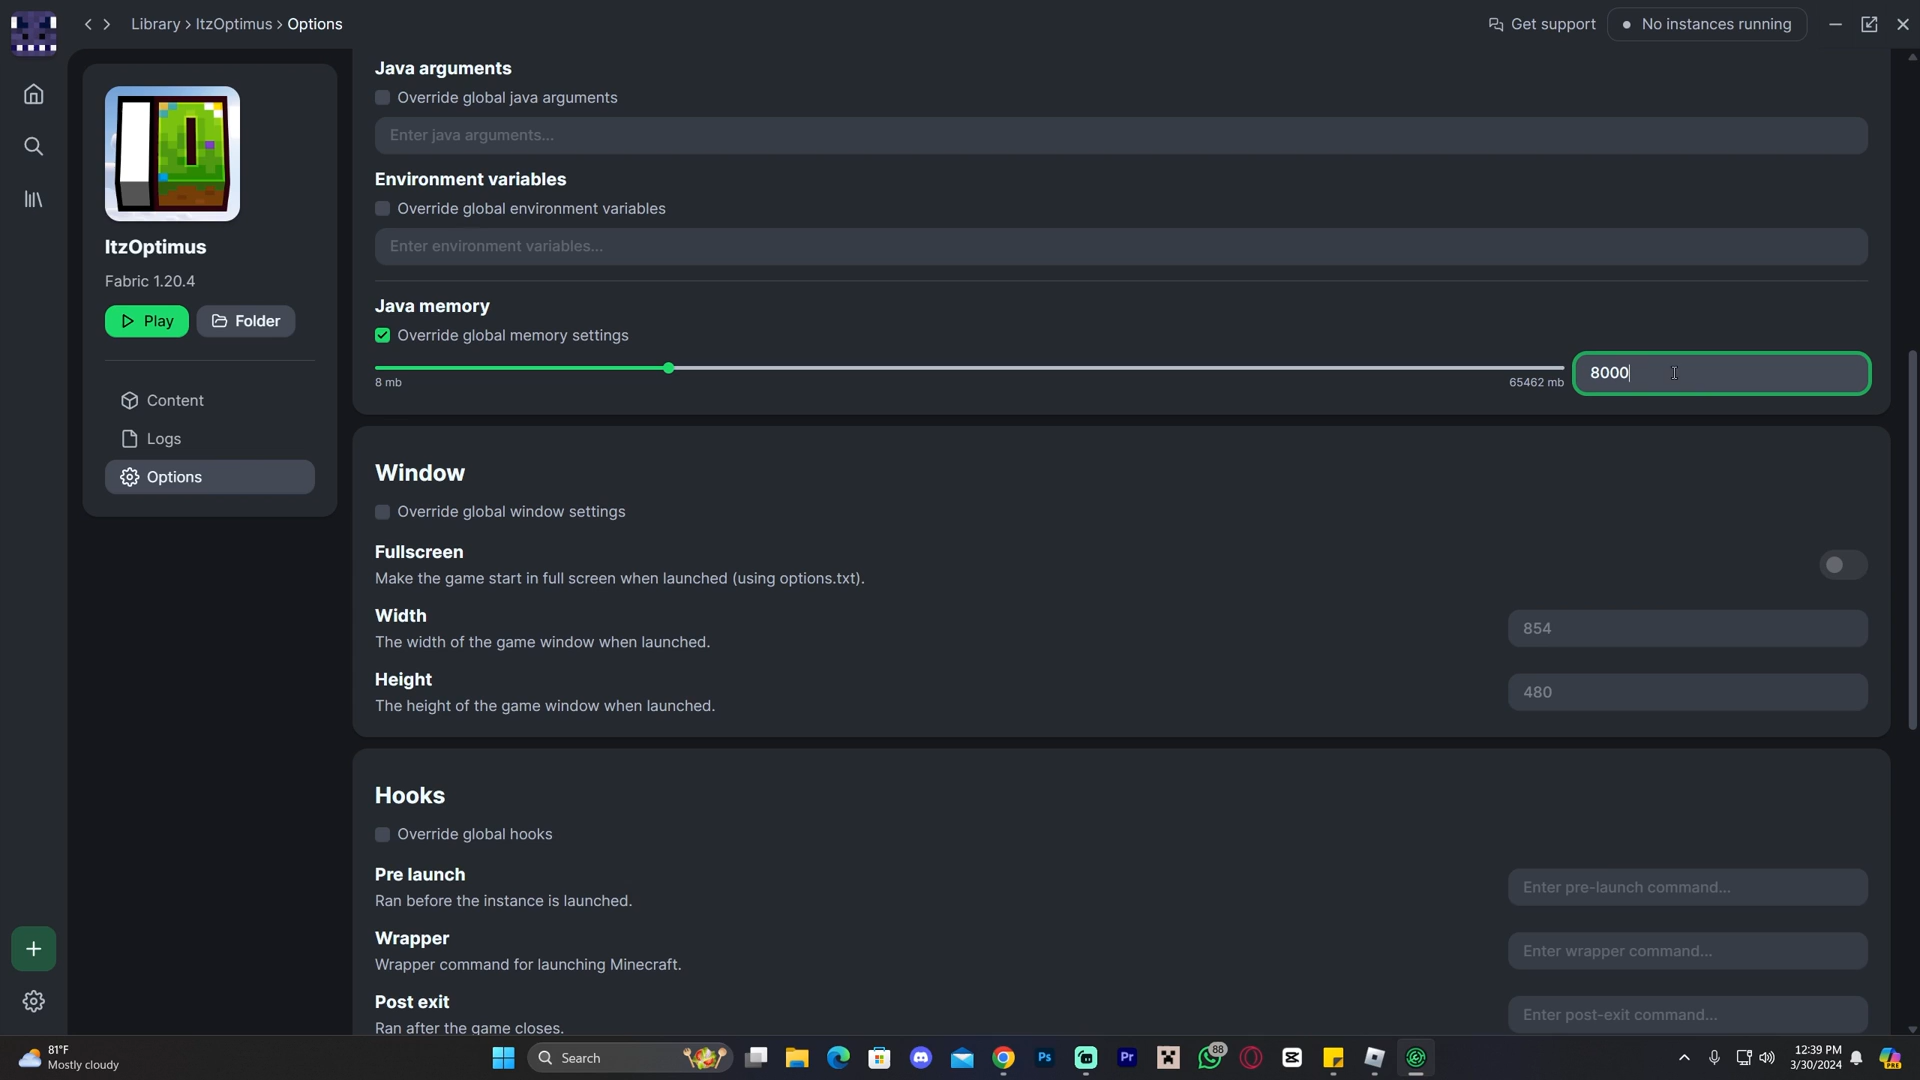 Library › ItzOptimus › Options
Get support
No instances running
ItzOptimus
Fabric 1.20.4
Play
Folder
Content
Logs
Options
Java arguments
Override global java arguments
Enter java arguments...
Environment variables
Override global environment variables
Enter environment variables...
Java memory
Override global memory settings
8 mb
65462 mb
8000
Window
Override global window settings
Fullscreen
Make the game start in full screen when launched (using options.txt).
Width
The width of the game window when launched.
854
Height
The height of the game window when launched.
480
Hooks
Override global hooks
Pre launch
Ran before the instance is launched.
Enter pre-launch command...
Wrapper
Wrapper command for launching Minecraft.
Enter wrapper command...
Post exit
Ran after the game closes.
Enter post-exit command...
81°F
Mostly cloudy
Search
Ps
Pr
88
12:39 PM
3/30/2024
PRE